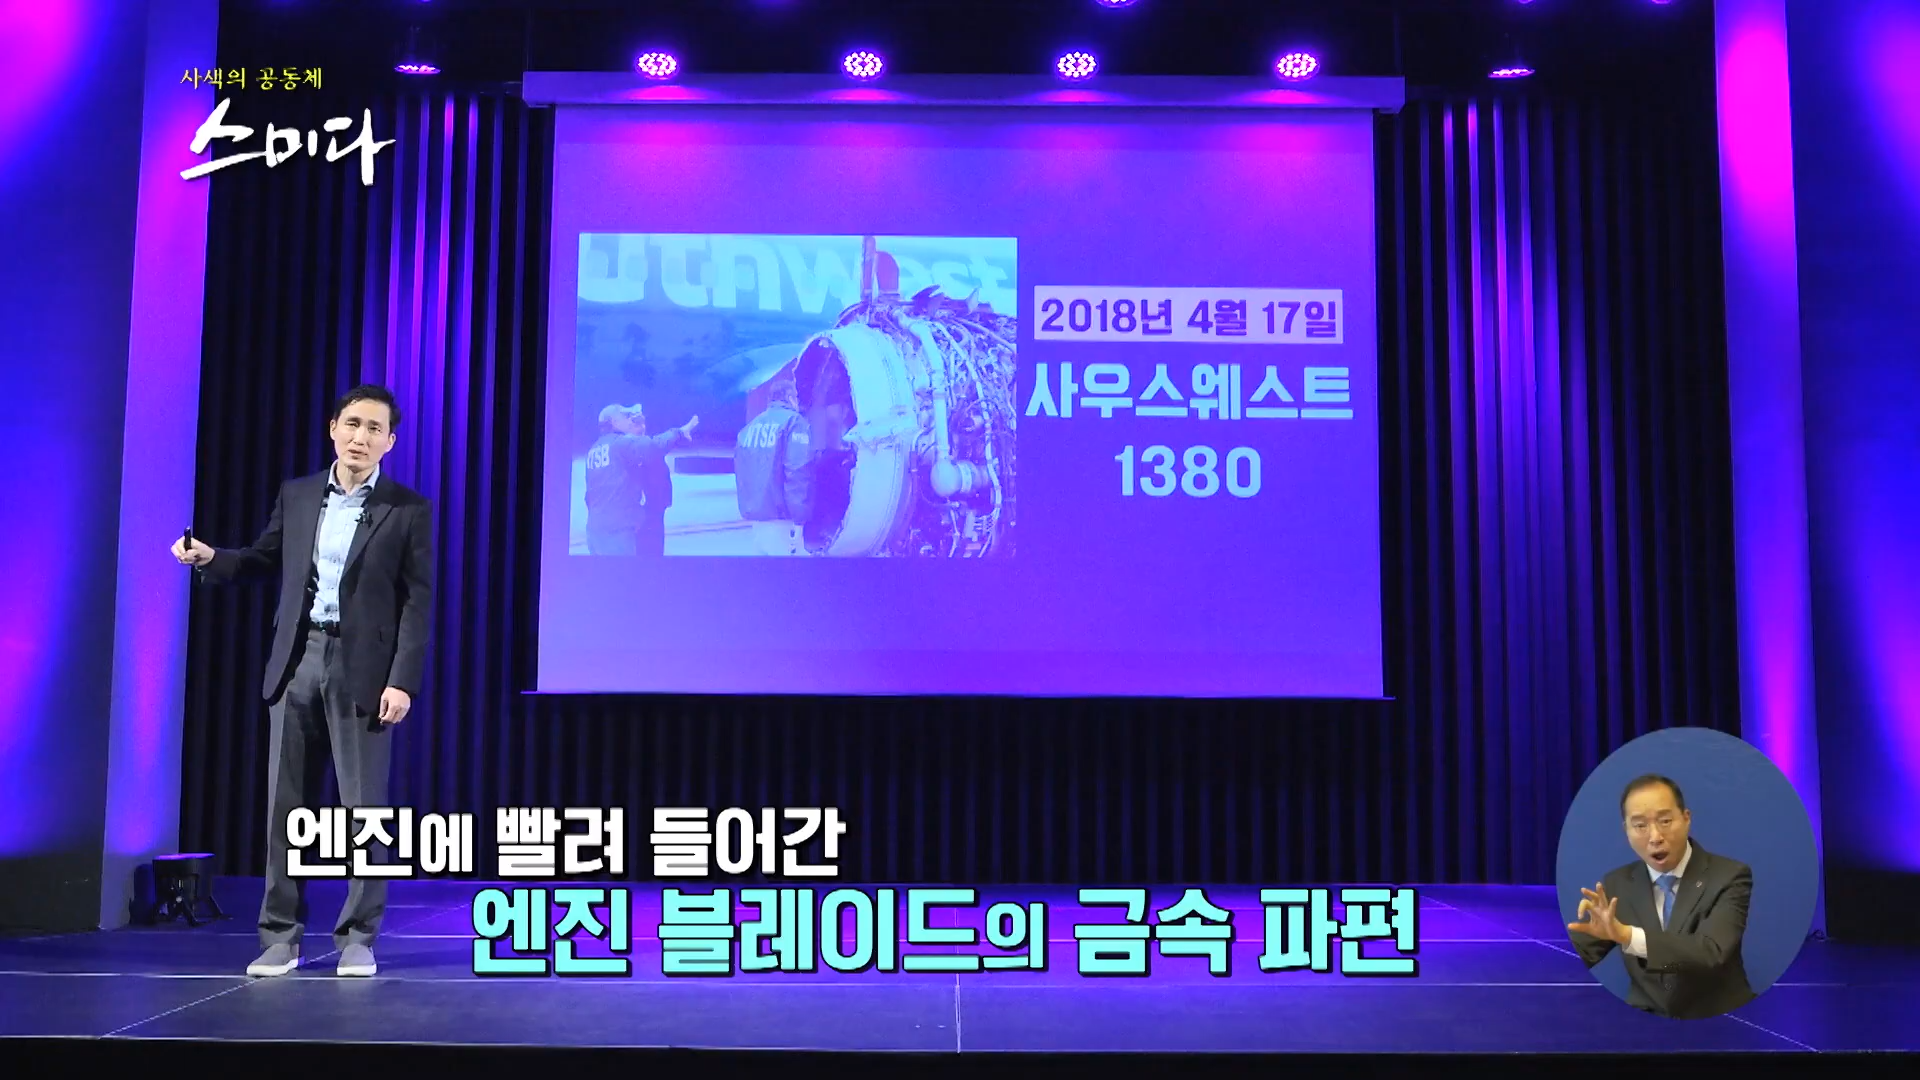 사색의 공동체
스미다
uthwest
NTSB
NTSB
2018년 4월 17일
사우스웨스트
1380
엔진에 빨려 들어간
엔진 블레이드의 금속 파편